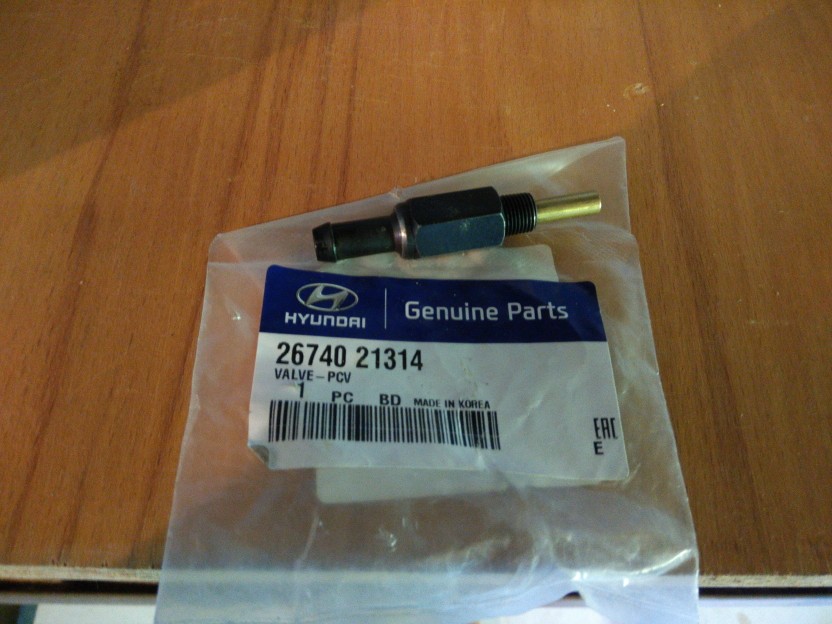 HYUNDAI
Genuine Parts
26740 21314
VALVE-PCV
1 PC BD MADE IN KOREA
EAC
E